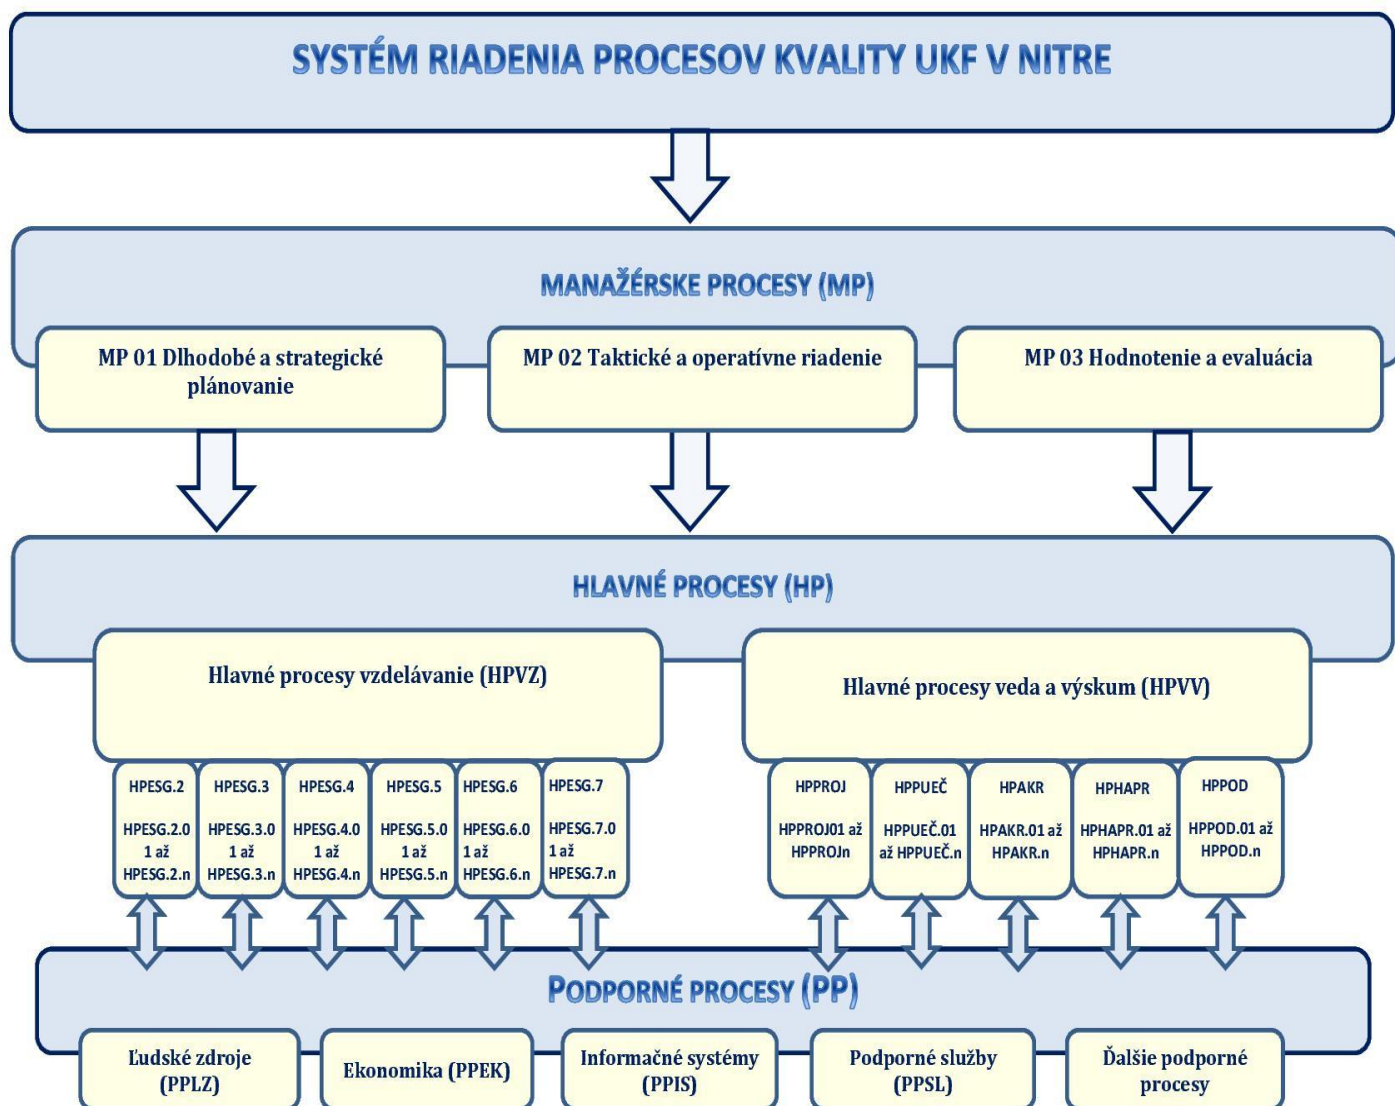 SYSTÉM RIADENIA PROCESOV KVALITY UKF V NITRE
MANAŽÉRSKE PROCESY (MP)
MP 01 Dlhodobé a strategické
plánovanie
MP 02 Taktické a operatívne riadenie
MP 03 Hodnotenie a evaluácia
HLAVNÉ PROCESY (HP)
Hlavné procesy vzdelávanie (HPVZ)
Hlavné procesy veda a výskum (HPVV)
HPESG.2
HPESG.2.0
1 až
HPESG.2.n
HPESG.3
HPESG.3.0
1 až
HPESG.3.n
HPESG.4
HPESG.4.0
1 až
HPESG.4.n
HPESG.5
HPESG.5.0
1 až
HPESG.5.n
HPESG.6
HPESG.6.0
1 až
HPESG.6.n
HPESG.7
HPESG.7.0
1 až
HPESG.7.n
HPPROJ
HPPROJ01 až
HPPROJn
HPPUEČ
HPPUEČ.01
až HPPUEČ.n
HPAKR
HPAKR.01 až
HPAKR.n
HPHAPR
HPHAPR.01 až
HPHAPR.n
HPPOD
HPPOD.01 až
HPPOD.n
PODPORNÉ PROCESY (PP)
Ľudské zdroje
(PPLZ)
Ekonomika (PPEK)
Informačné systémy
(PPIS)
Podporné služby
(PPSL)
Ďalšie podporné
procesy